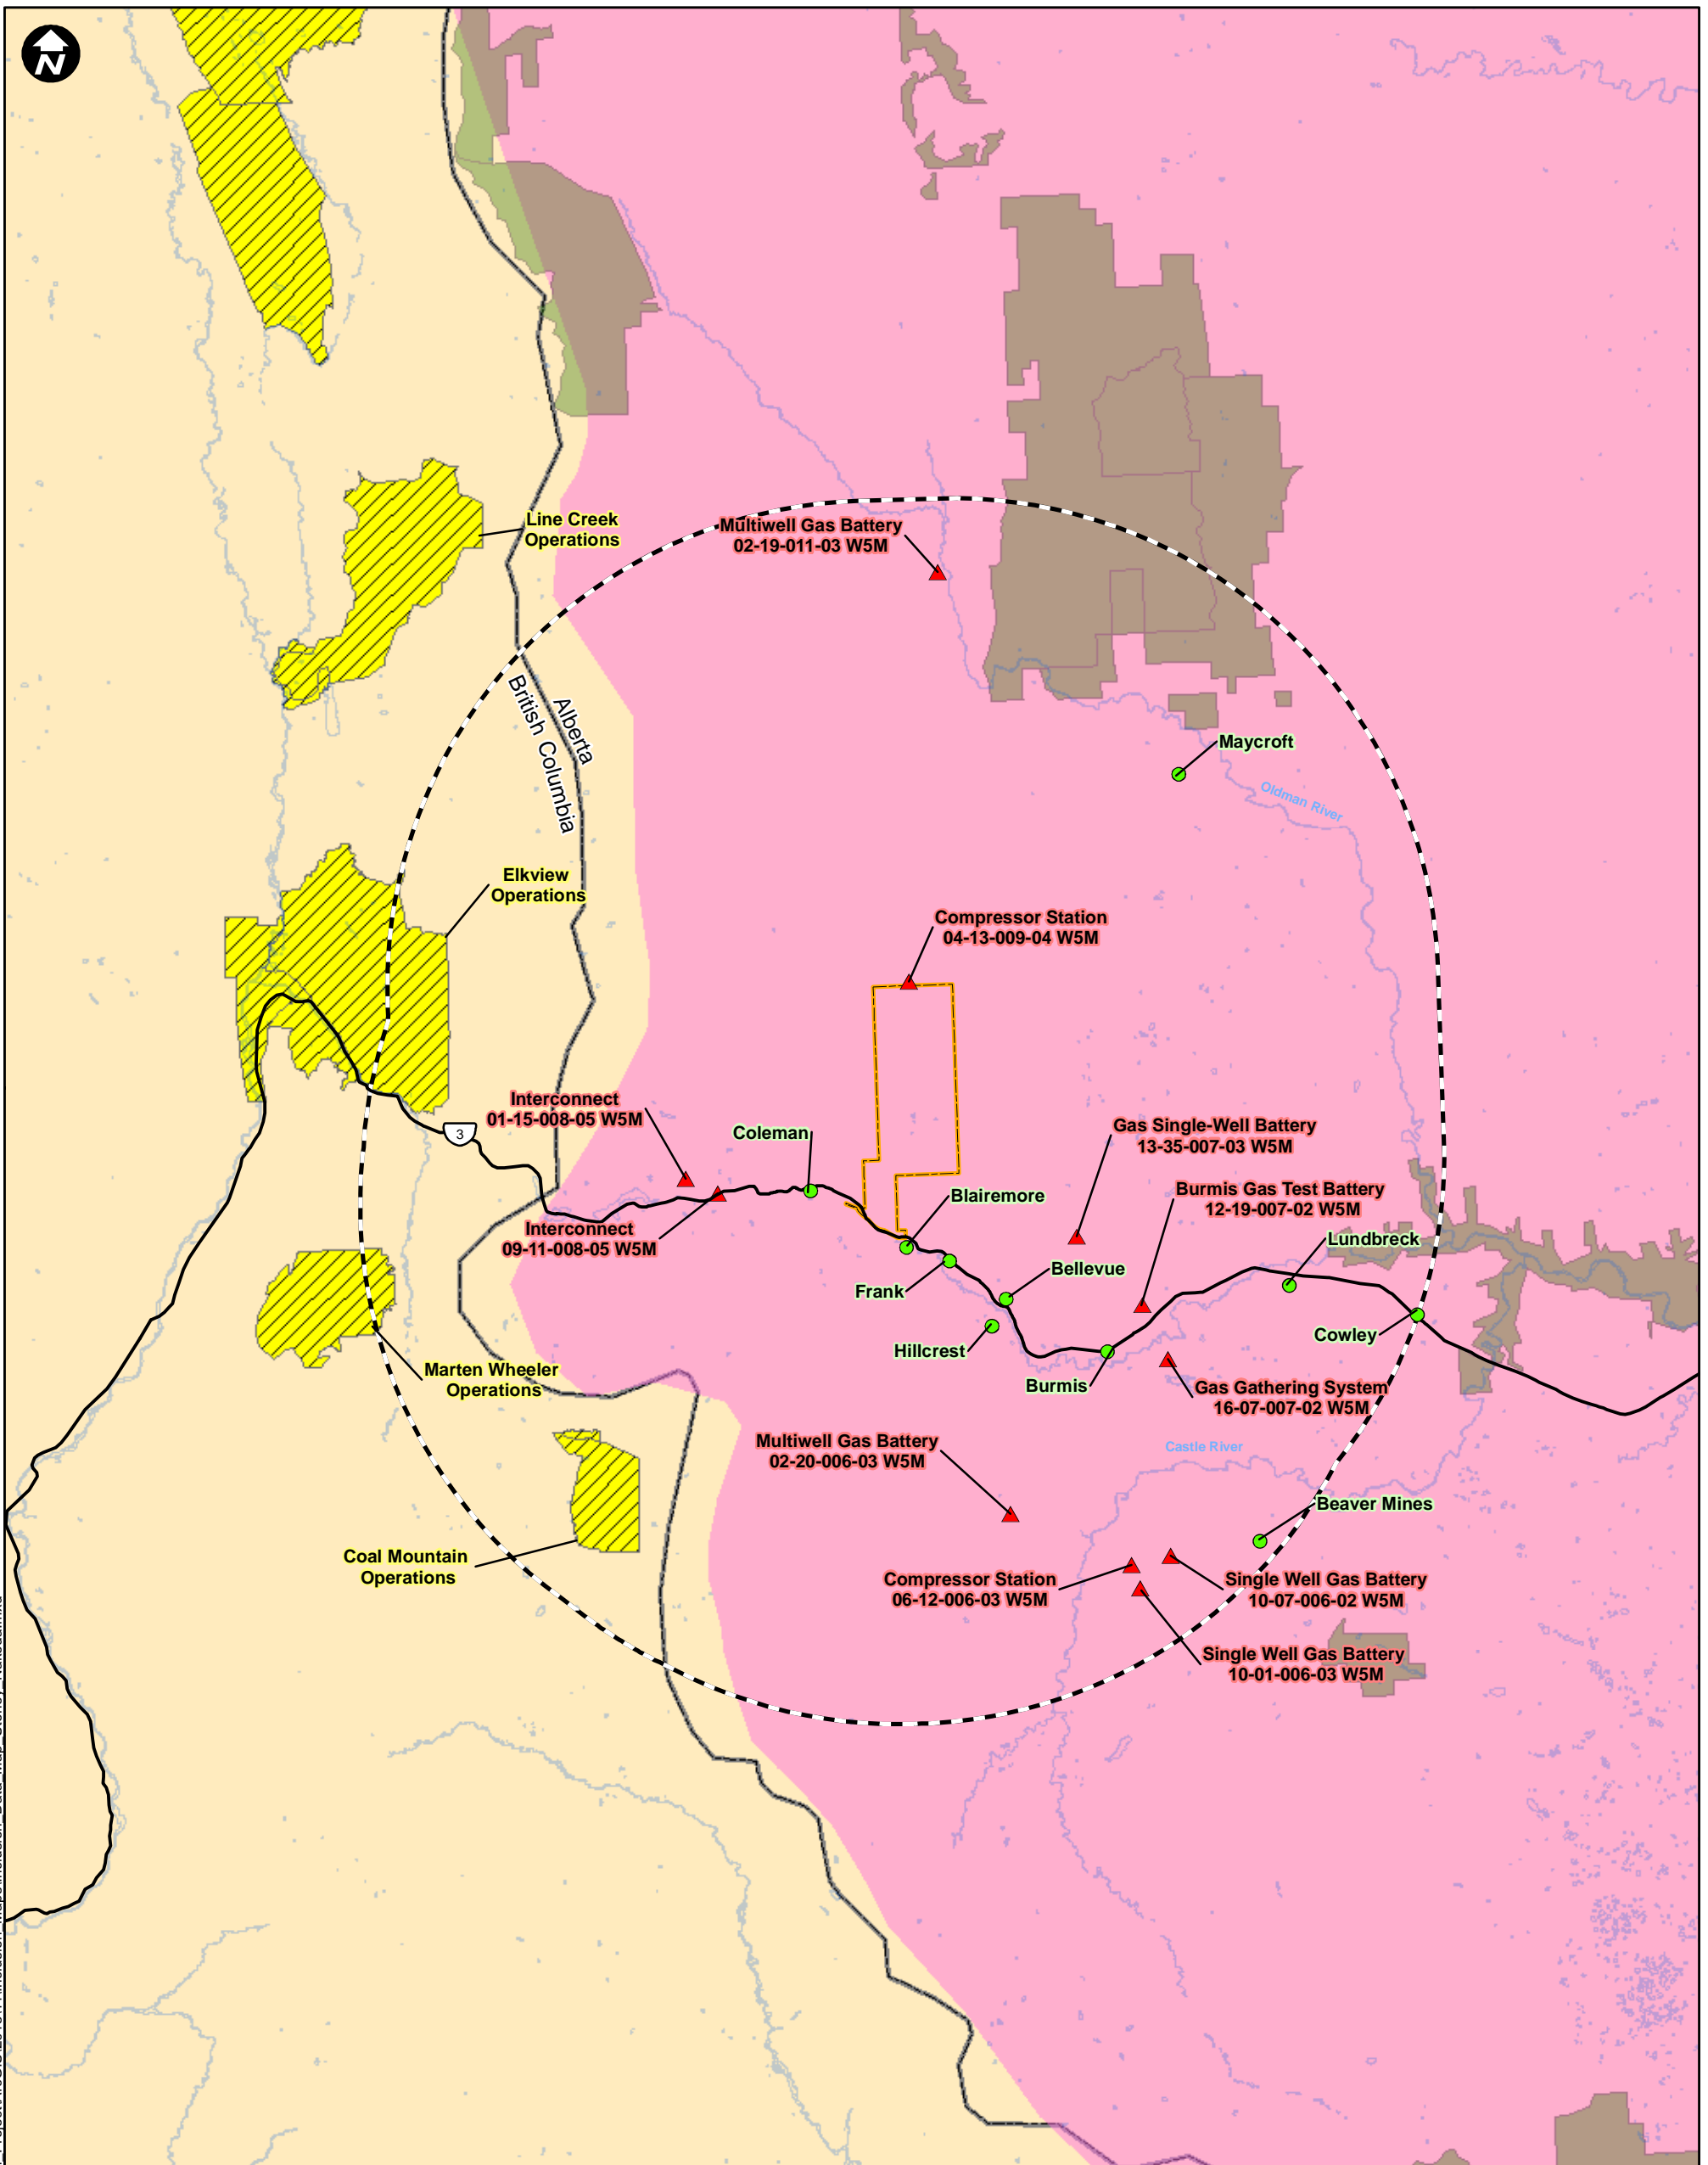 N
Line Creek
Operations
Multiwell Gas Battery
02-19-011-03 W5M
Alberta
British Columbia
Maycroft
Oldman River
Elkview
Operations
Compressor Station
04-13-009-04 W5M
Interconnect
01-15-008-05 W5M
3
Coleman
Gas Single-Well Battery
13-35-007-03 W5M
Blairemore
Burmis Gas Test Battery
12-19-007-02 W5M
Interconnect
09-11-008-05 W5M
Lundbreck
Bellevue
Frank
Cowley
Hillcrest
Marten Wheeler
Operations
Burmis
Gas Gathering System
16-07-007-02 W5M
Multiwell Gas Battery
02-20-006-03 W5M
Castle River
Beaver Mines
Coal Mountain
Operations
Compressor Station
06-12-006-03 W5M
Single Well Gas Battery
10-07-006-02 W5M
Single Well Gas Battery
10-01-006-03 W5M